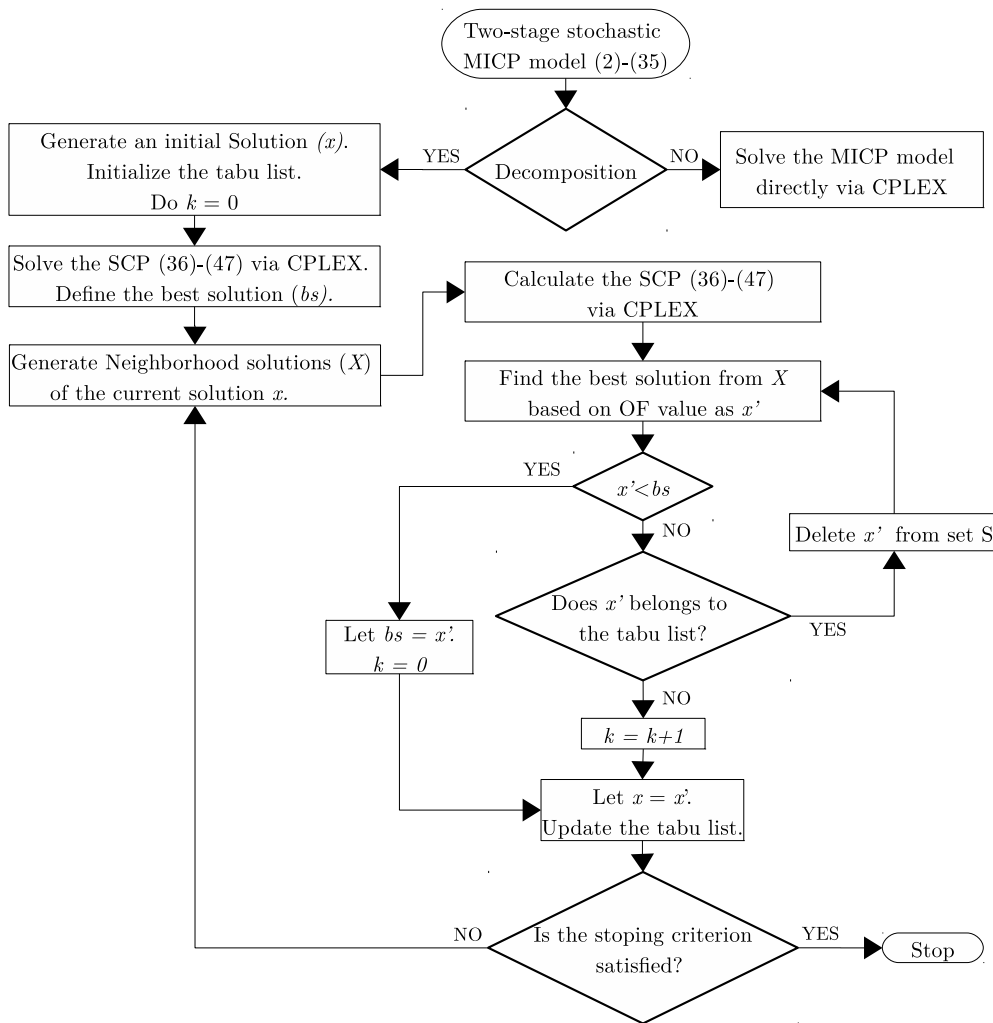 Two-stage stochastic
MICP model (2)-(35)
Decomposition
YES
NO
Generate an initial Solution (x).
Initialize the tabu list.
Do k = 0
Solve the MICP model
directly via CPLEX
Solve the SCP (36)-(47) via CPLEX.
Define the best solution (bs).
Generate Neighborhood solutions (X)
of the current solution x.
Calculate the SCP (36)-(47)
via CPLEX
Find the best solution from X
based on OF value as x'
YES
x'<bs
NO
Delete x' from set S
Does x' belongs to
the tabu list?
YES
Let bs = x'.
k = 0
NO
k = k+1
Let x = x'.
Update the tabu list.
NO
Is the stoping criterion
satisfied?
YES
Stop